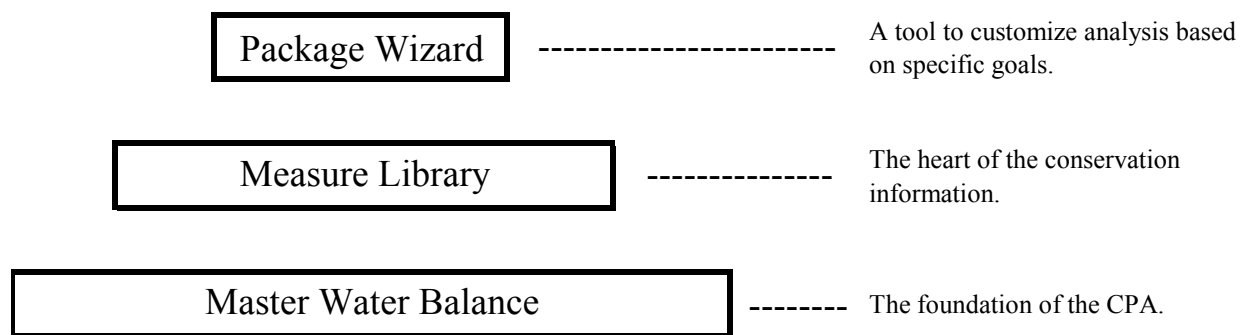 Package Wizard
A tool to customize analysis based
on specific goals.
Measure Library
The heart of the conservation
information.
Master Water Balance
The foundation of the CPA.